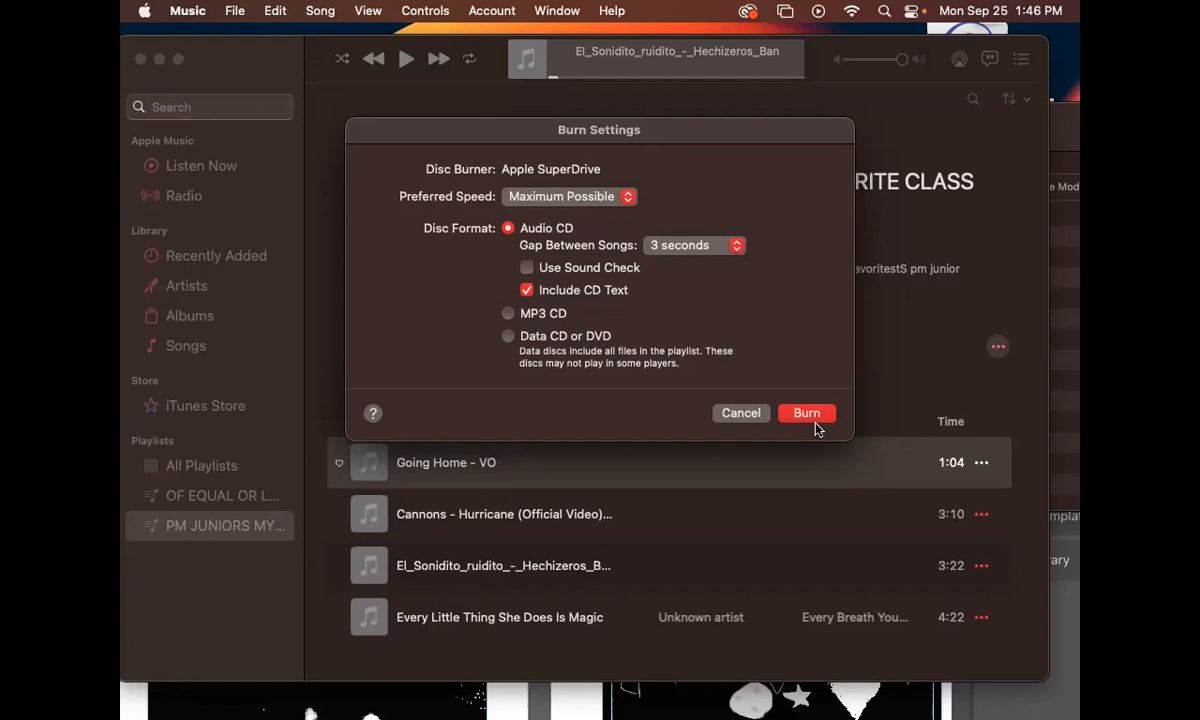 Music File Edit Song View Controls Account Window Help Mon Sep 25 1:46 PM
El_Sonidito_ruidito_-_Hechizeros_Ban
Search
Apple Music
Listen Now
Radio
Library
Recently Added
Artists
Albums
Songs
Store
iTunes Store
Playlists
All Playlists
OF EQUAL OR L...
PM JUNIORS MY...
Burn Settings
Disc Burner: Apple SuperDrive
Preferred Speed: Maximum Possible
Disc Format: Audio CD
Gap Between Songs: 3 seconds
Use Sound Check
Include CD Text
MP3 CD
Data CD or DVD
Data discs include all files in the playlist. These
discs may not play in some players.
? Cancel Burn
RITE CLASS
avoritestS pm junior
e Mod
Time
Going Home - VO 1:04
Cannons - Hurricane (Official Video)... 3:10
El_Sonidito_ruidito_-_Hechizeros_B... 3:22
Every Little Thing She Does Is Magic Unknown artist Every Breath You... 4:22
mplat
rary